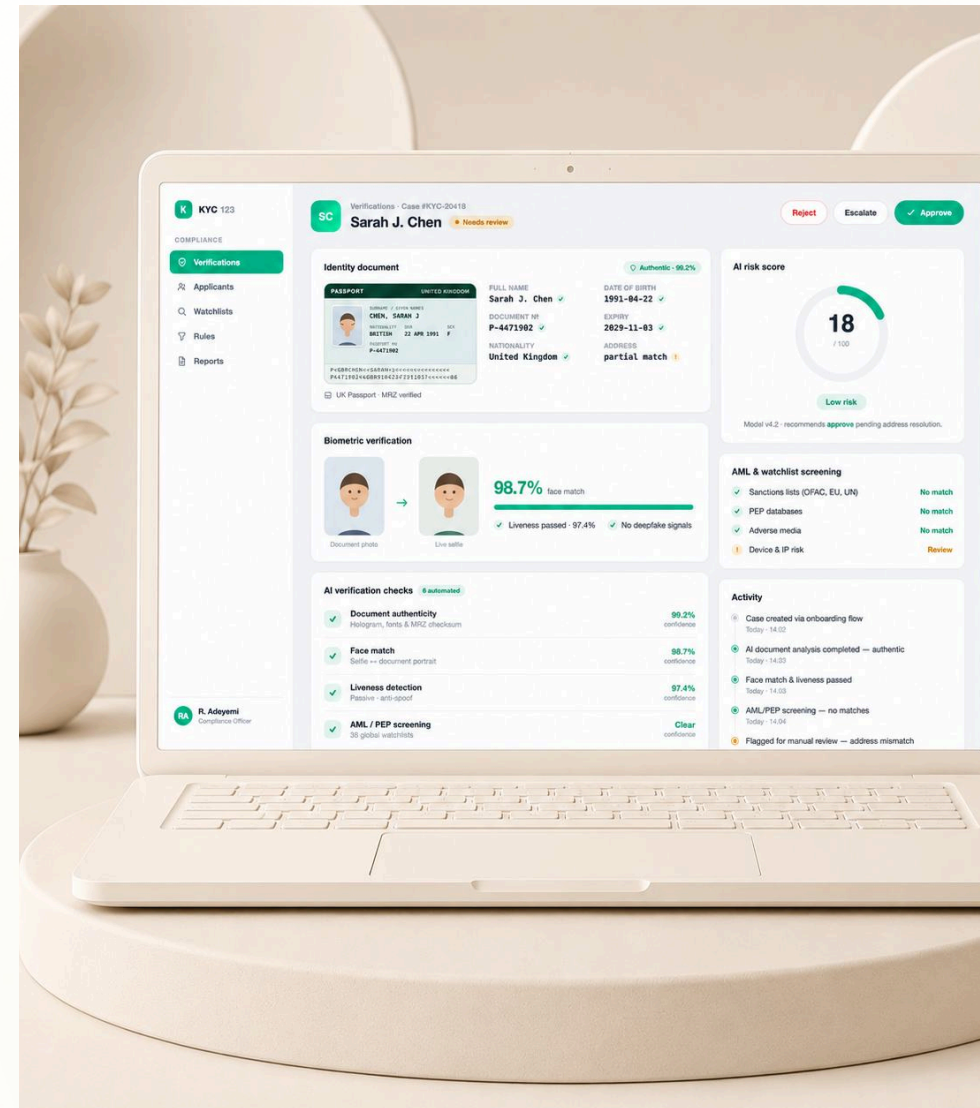 K KYC 123
COMPLIANCE
Verifications
Applicants
Watchlists
Rules
Reports
RA R. Adeyemi
Compliance Officer
SC
Verifications · Case #KYC-20418
Sarah J. Chen
Needs review
Reject
Escalate
Approve
Identity document
Authentic · 99.2%
PASSPORT UNITED KINGDOM
SURNAME / GIVEN NAMES
CHEN, SARAH J
NATIONALITY
BRITISH 22 APR 1991 F
PASSPORT NO
P-4471902
UK Passport · MRZ verified
FULL NAME
Sarah J. Chen
DATE OF BIRTH
1991-04-22
DOCUMENT №
P-4471902
EXPIRY
2029-11-03
NATIONALITY
United Kingdom
ADDRESS
partial match
Biometric verification
Document photo
Live selfie
98.7% face match
Liveness passed · 97.4%
No deepfake signals
AI verification checks
6 automated
Document authenticity
Hologram, fonts & MRZ checksum
99.2%
confidence
Face match
Selfie ↔ document portrait
98.7%
confidence
Liveness detection
Passive · anti-spoof
97.4%
confidence
AML / PEP screening
38 global watchlists
Clear
confidence
AI risk score
18
/ 100
Low risk
Model v4.2 · recommends approve pending address resolution.
AML & watchlist screening
Sanctions lists (OFAC, EU, UN) No match
PEP databases No match
Adverse media No match
Device & IP risk Review
Activity
Case created via onboarding flow
Today · 14:02
AI document analysis completed — authentic
Today · 14:03
Face match & liveness passed
Today · 14:03
AML/PEP screening — no matches
Today · 14:04
Flagged for manual review — address mismatch